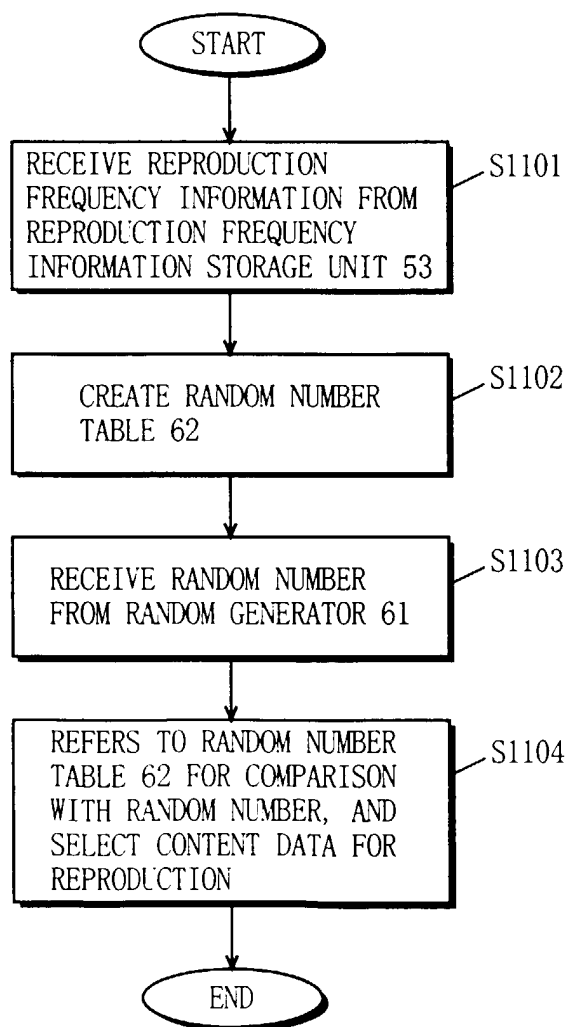 START
RECEIVE REPRODUCTION
FREQUENCY INFORMATION FROM
REPRODUCTION FREQUENCY
INFORMATION STORAGE UNIT 53
S1101
CREATE RANDOM NUMBER
TABLE 62
S1102
RECEIVE RANDOM NUMBER
FROM RANDOM GENERATOR 61
S1103
REFERS TO RANDOM NUMBER
TABLE 62 FOR COMPARISON
WITH RANDOM NUMBER, AND
SELECT CONTENT DATA FOR
REPRODUCTION
S1104
END